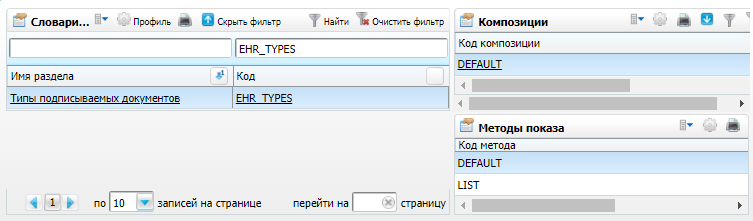 Словари... Профиль Скрыть фильтр Найти Очистить фильтр
EHR_TYPES
Имя раздела Код
Типы подписываемых документов EHR_TYPES
1 по 10 записей на странице перейти на страницу
Композиции
Код композиции
DEFAULT
Методы показа
Код метода
DEFAULT
LIST